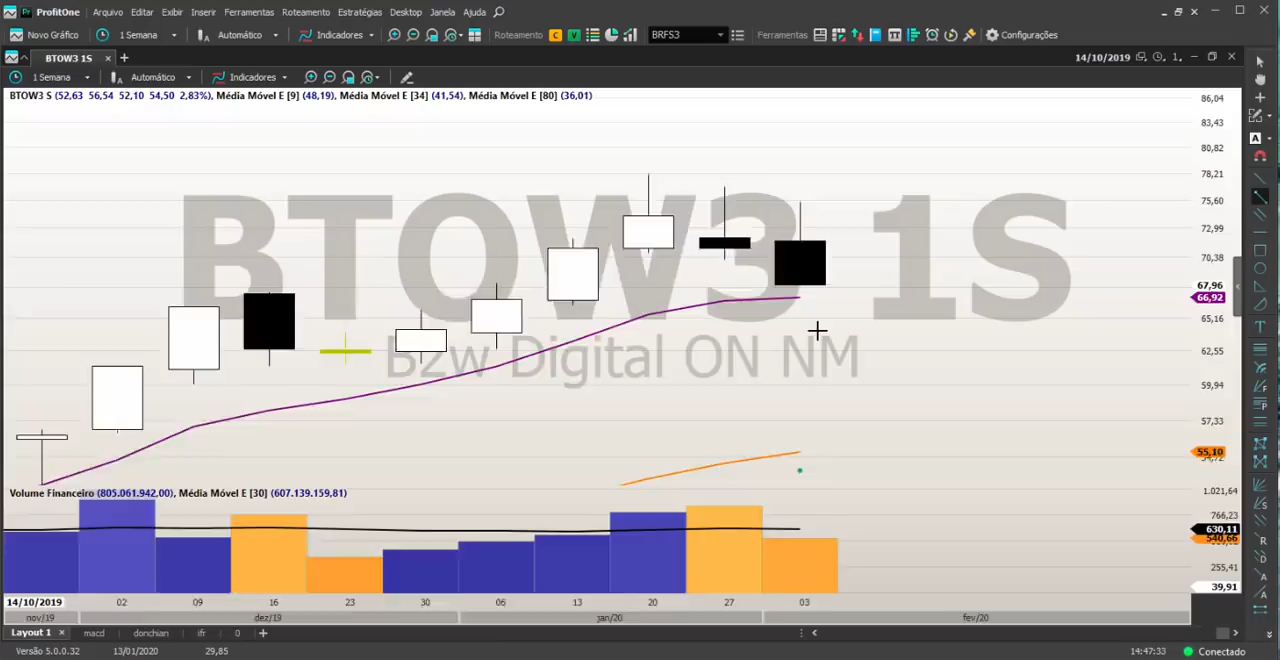 ProfitOne Arquivo Editar Exibir Inserir Ferramentas Roteamento Estratégias Desktop Janela Ajuda
Novo Gráfico 1 Semana Automático Indicadores Roteamento C V BRFS3 Ferramentas Configurações
BTOW3 1S 14/10/2019 1
1 Semana Automático Indicadores
BTOW3 S (52,63 56,54 52,10 54,50 2,83%), Média Móvel E [9] (48,19), Média Móvel E [34] (41,54), Média Móvel E [80] (36,01)
86,04
83,43
80,82
78,21
75,60
72,99
70,38
67,96
66,92
65,16
62,55
59,94
57,33
55,10
BTOW3 1S
B2w Digital ON NM
Volume Financeiro (805.061.942,00), Média Móvel E [30] (607.139.159,81)
1.021,64
766,23
630,11
540,66
255,41
39,91
14/10/2019 02 09 16 23 30 06 13 20 27 03
nov/19 dez/19 jan/20 fev/20
Layout 1 macd donchian ifr 0
Versão 5.0.0.32 13/01/2020 29,85 14:47:33 Conectado